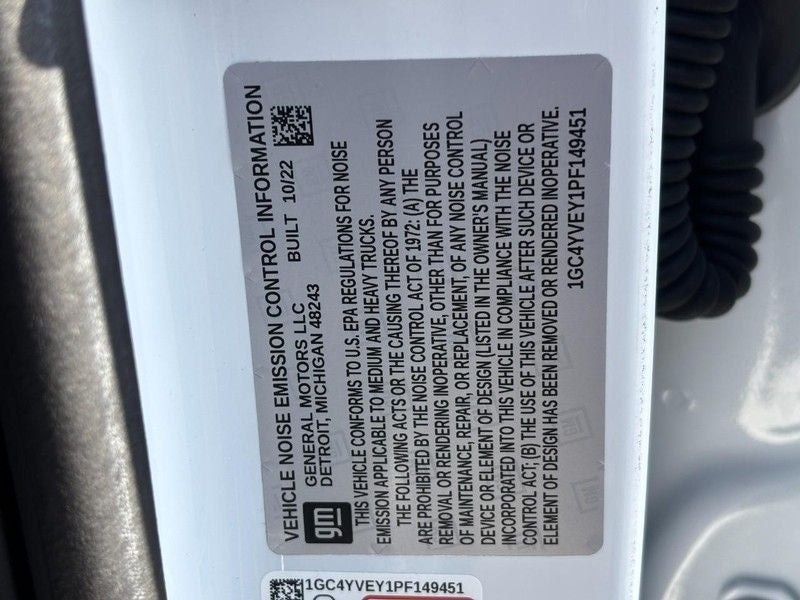 VEHICLE NOISE EMISSION CONTROL INFORMATION
gm
GENERAL MOTORS LLC BUILT 10/22
DETROIT, MICHIGAN 48243
THIS VEHICLE CONFORMS TO U.S. EPA REGULATIONS FOR NOISE
EMISSION APPLICABLE TO MEDIUM AND HEAVY TRUCKS.
THE FOLLOWING ACTS OR THE CAUSING THEREOF BY ANY PERSON
ARE PROHIBITED BY THE NOISE CONTROL ACT OF 1972: (A) THE
REMOVAL OR RENDERING INOPERATIVE, OTHER THAN FOR PURPOSES
OF MAINTENANCE, REPAIR, OR REPLACEMENT, OF ANY NOISE CONTROL
DEVICE OR ELEMENT OF DESIGN (LISTED IN THE OWNER'S MANUAL)
INCORPORATED INTO THIS VEHICLE IN COMPLIANCE WITH THE NOISE
CONTROL ACT; (B) THE USE OF THIS VEHICLE AFTER SUCH DEVICE OR
ELEMENT OF DESIGN HAS BEEN REMOVED OR RENDERED INOPERATIVE.
1GC4YVEY1PF149451
1GC4YVEY1PF149451